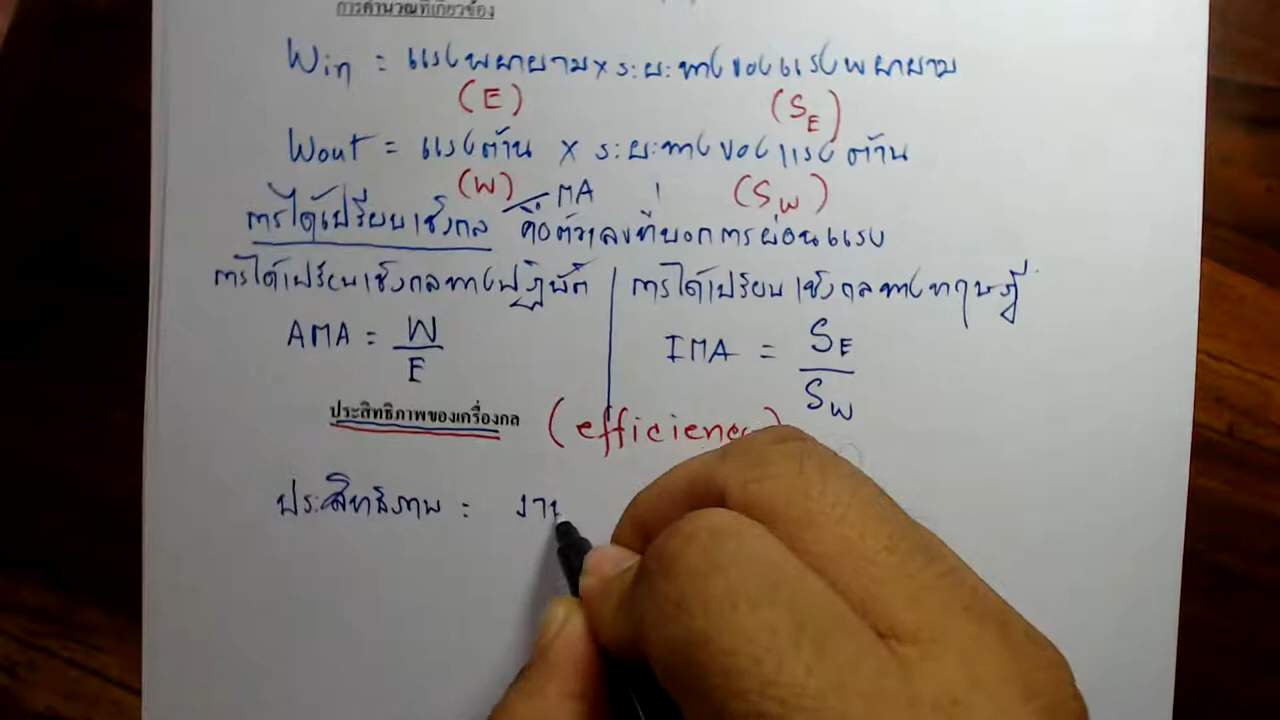 การคำนวณที่เกี่ยวข้อง
Win = แรงพยายาม x ระยะทางของแรงพยายาม
(E) (SE)
Wout = แรงต้าน x ระยะทางของแรงต้าน
(W) MA (SW)
การได้เปรียบเชิงกล คือตัวเลขที่บอกการผ่อนแรง
การได้เปรียบเชิงกลทางปฏิบัติ | การได้เปรียบเชิงกลทางทฤษฎี
AMA = W/E IMA = SE/SW
ประสิทธิภาพของเครื่องกล (efficiency)
ประสิทธิภาพ = งาน